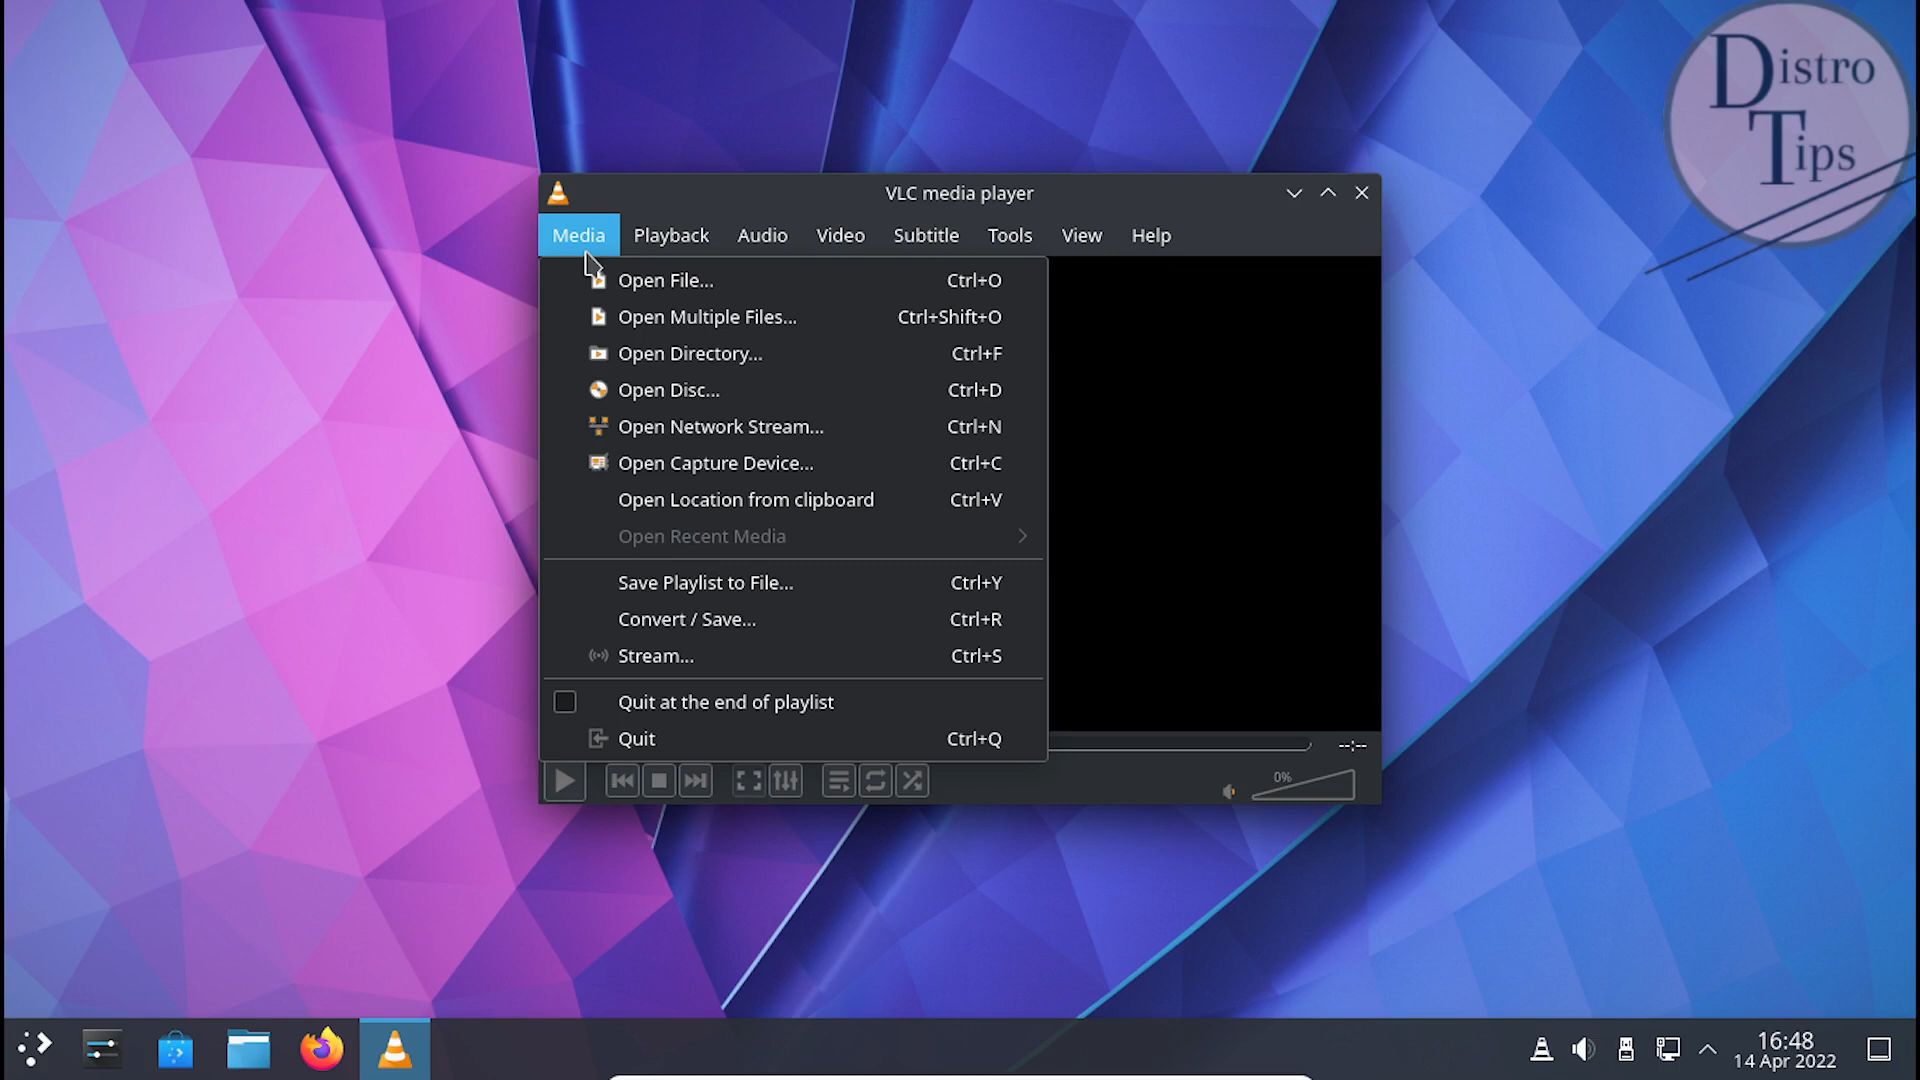 Distro
Tips
VLC media player
Media Playback Audio Video Subtitle Tools View Help
Open File... Ctrl+O
Open Multiple Files... Ctrl+Shift+O
Open Directory... Ctrl+F
Open Disc... Ctrl+D
Open Network Stream... Ctrl+N
Open Capture Device... Ctrl+C
Open Location from clipboard Ctrl+V
Open Recent Media
Save Playlist to File... Ctrl+Y
Convert / Save... Ctrl+R
Stream... Ctrl+S
Quit at the end of playlist
Quit Ctrl+Q
--:--
0%
16:48
14 Apr 2022